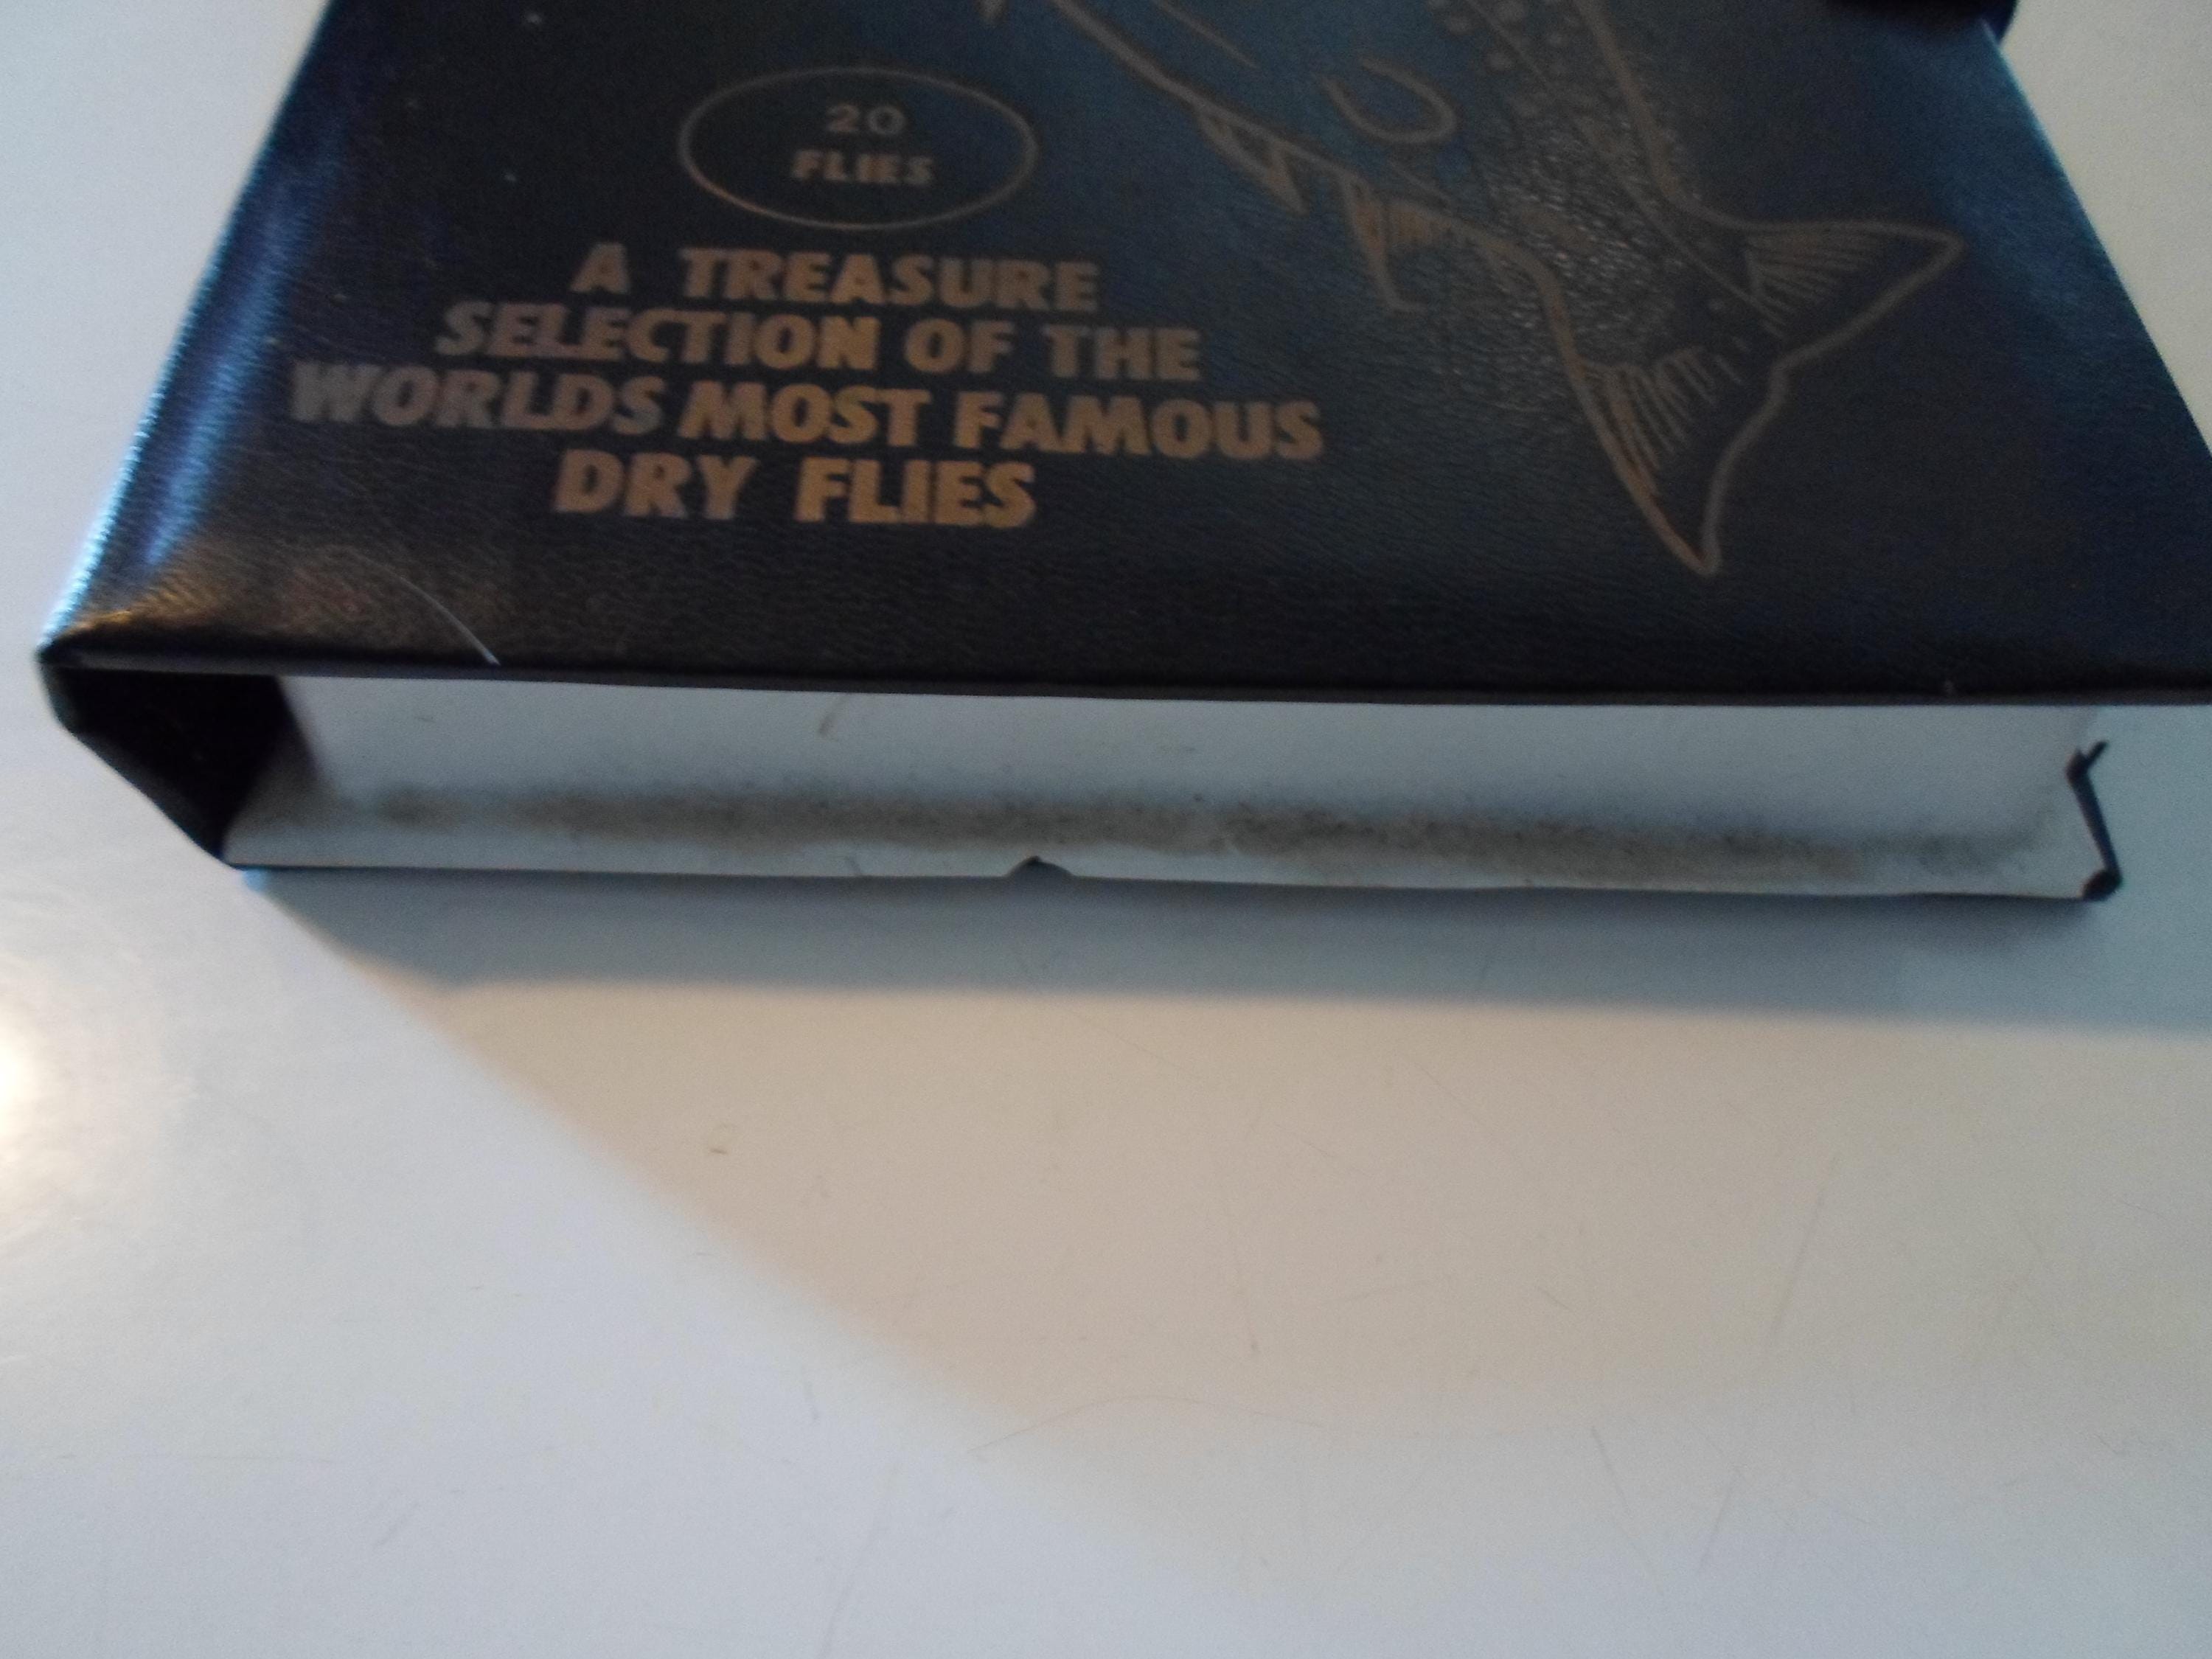 20
FLIES
A TREASURE
SELECTION OF THE
WORLDS MOST FAMOUS
DRY FLIES